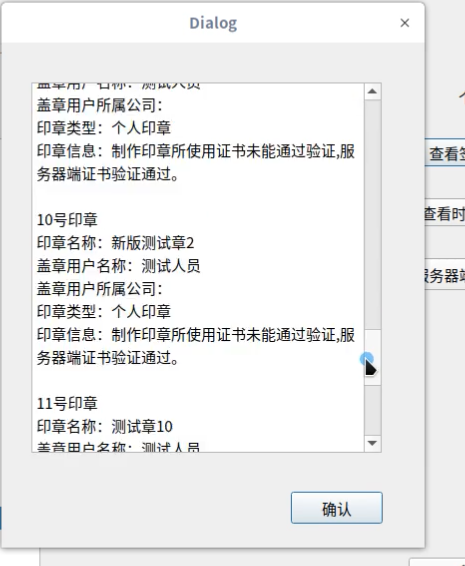 Dialog
盖章用户名称：测试人员
盖章用户所属公司：
印章类型：个人印章
印章信息：制作印章所使用证书未能通过验证,服
务器端证书验证通过。
10号印章
印章名称：新版测试章2
盖章用户名称：测试人员
盖章用户所属公司：
印章类型：个人印章
印章信息：制作印章所使用证书未能通过验证,服
务器端证书验证通过。
11号印章
印章名称：测试章10
盖章用户名称：测试人员
确认
查看
查看时
服务器端